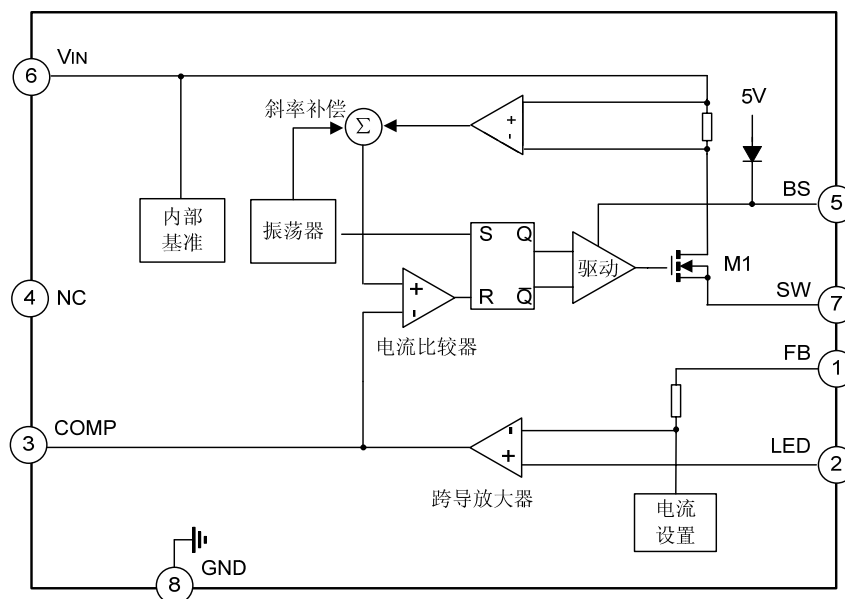 VIN
6
5V
斜率补偿
Σ
+
-
BS
5
内部
基准
振荡器
S Q
R Q̅
驱动
M1
+
-
4
NC
SW
7
电流比较器
FB
1
COMP
3
-
+
LED
2
跨导放大器
电流
设置
GND
8